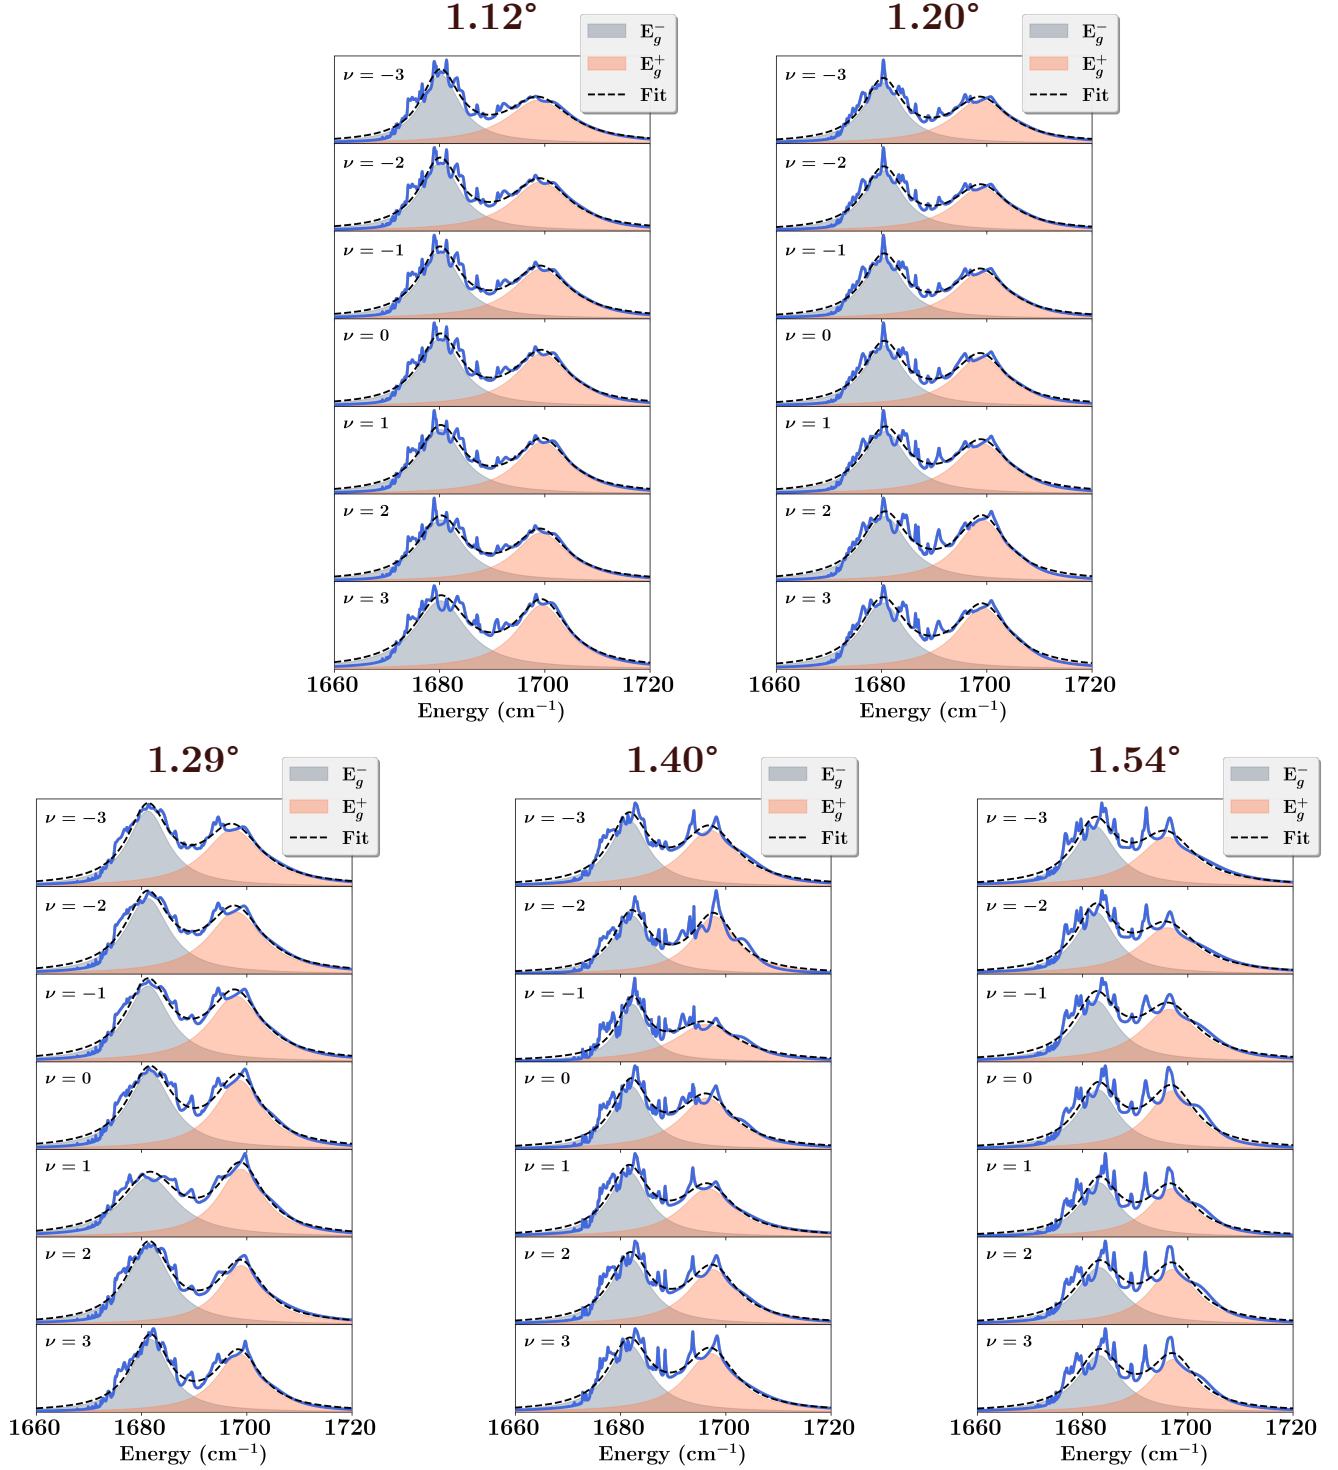 1.12°
E_g^-
E_g^+
Fit
ν = −3
ν = −2
ν = −1
ν = 0
ν = 1
ν = 2
ν = 3
1660 1680 1700 1720
Energy (cm⁻¹)
1.20°
E_g^-
E_g^+
Fit
ν = −3
ν = −2
ν = −1
ν = 0
ν = 1
ν = 2
ν = 3
1660 1680 1700 1720
Energy (cm⁻¹)
1.29°
E_g^-
E_g^+
Fit
ν = −3
ν = −2
ν = −1
ν = 0
ν = 1
ν = 2
ν = 3
1660 1680 1700 1720
Energy (cm⁻¹)
1.40°
E_g^-
E_g^+
Fit
ν = −3
ν = −2
ν = −1
ν = 0
ν = 1
ν = 2
ν = 3
1660 1680 1700 1720
Energy (cm⁻¹)
1.54°
E_g^-
E_g^+
Fit
ν = −3
ν = −2
ν = −1
ν = 0
ν = 1
ν = 2
ν = 3
1660 1680 1700 1720
Energy (cm⁻¹)